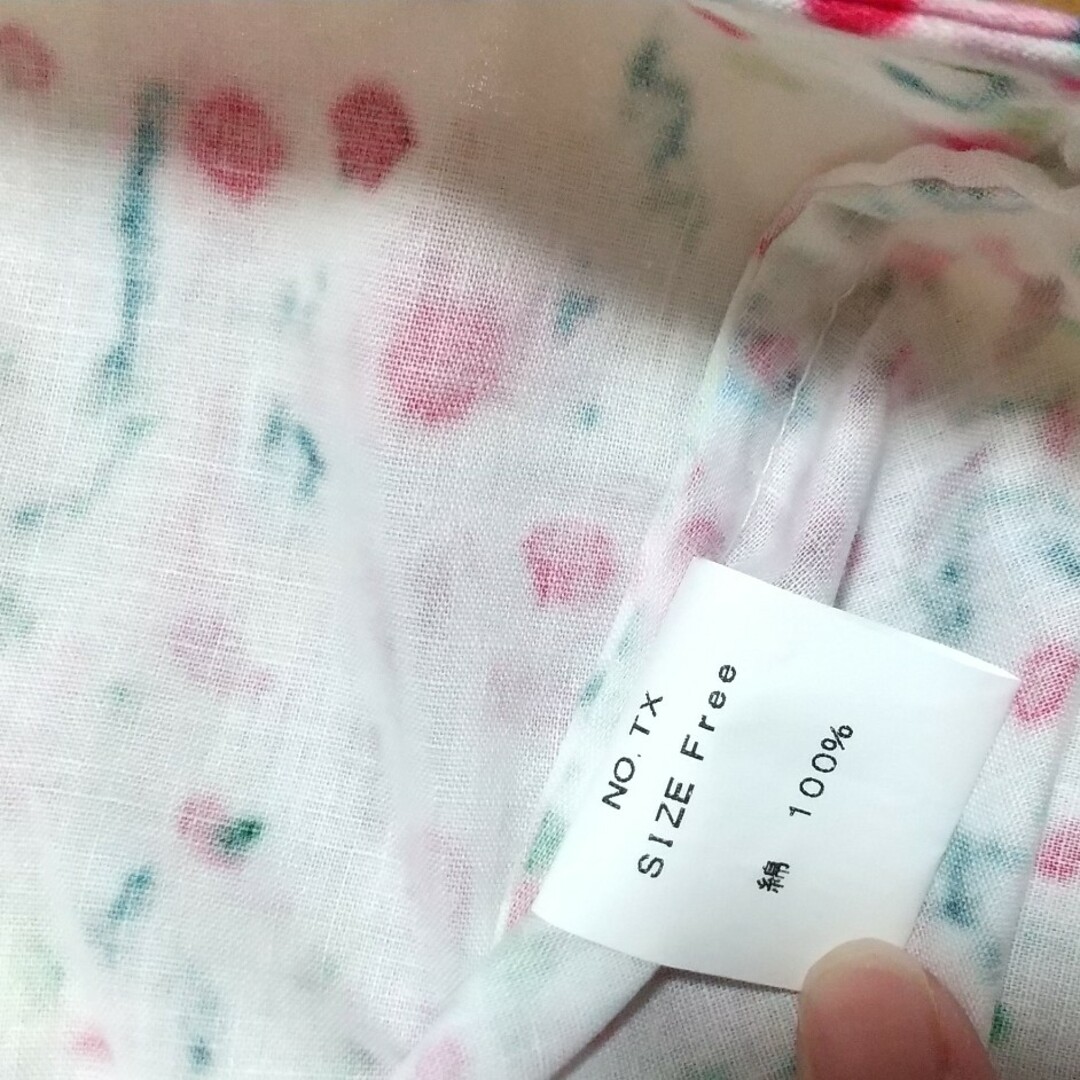 NO. TX
SIZE Free
綿 100%